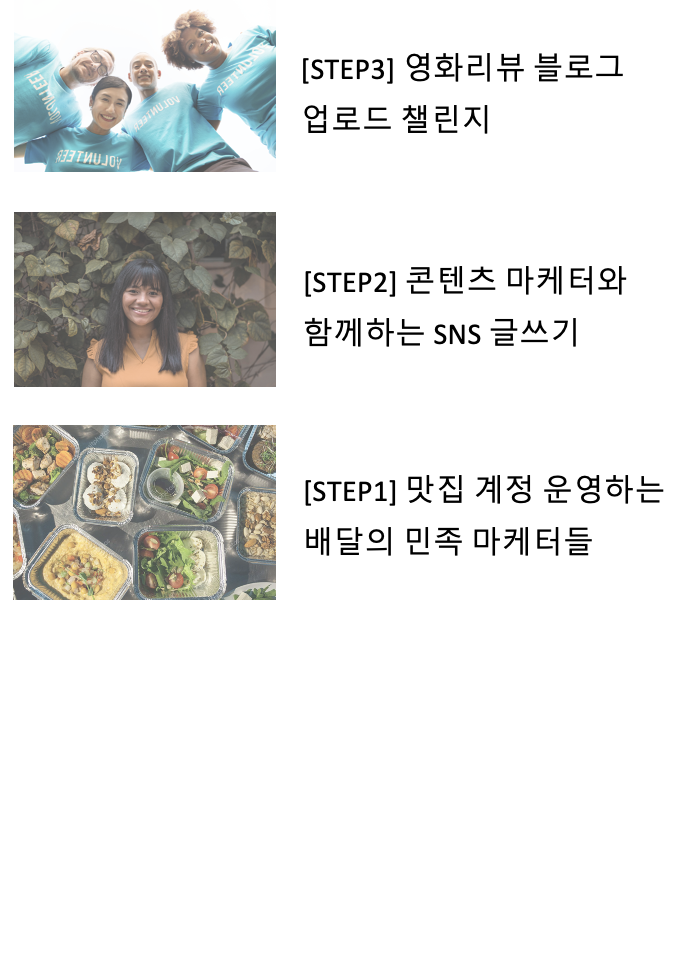 [STEP3] 영화리뷰 블로그
업로드 챌린지
VOLUNTEER
VOLUNTEER
VOLUNTEER
VOLUNTEER
[STEP2] 콘텐츠 마케터와
함께하는 SNS 글쓰기
[STEP1] 맛집 계정 운영하는
배달의 민족 마케터들